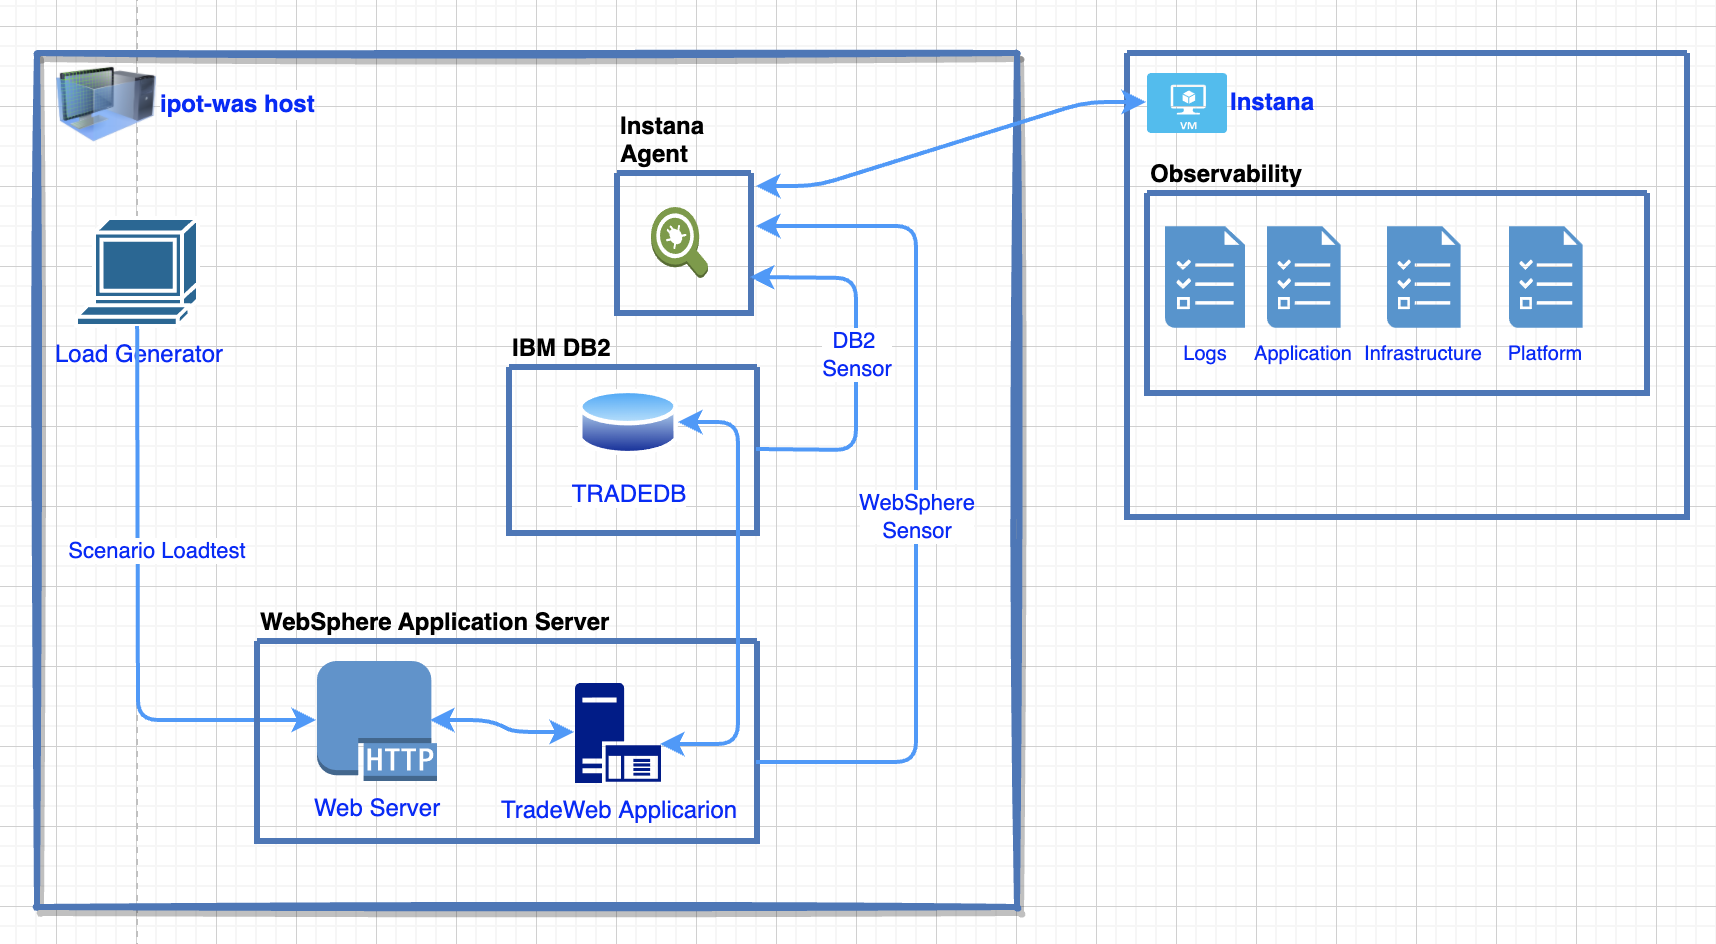 ipot-was host
Instana
Agent
VM
Instana
Observability
Logs
Application
Infrastructure
Platform
Load Generator
IBM DB2
TRADEDB
DB2
Sensor
WebSphere
Sensor
Scenario Loadtest
WebSphere Application Server
HTTP
Web Server
TradeWeb Applicarion